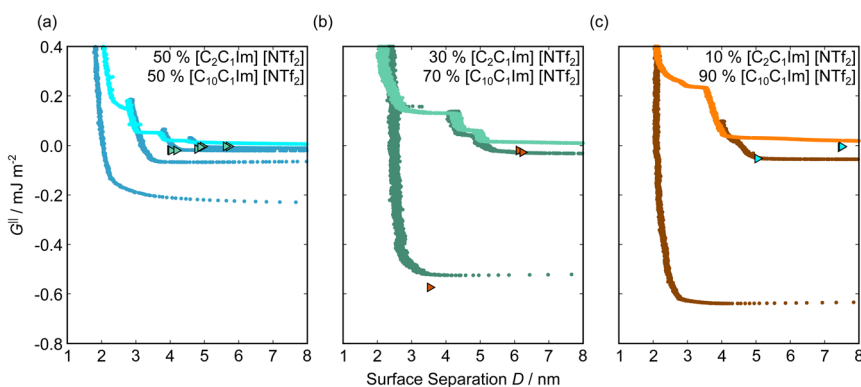 (a)
(b)
(c)
50 % [C2C1Im] [NTf2]
50 % [C10C1Im] [NTf2]
30 % [C2C1Im] [NTf2]
70 % [C10C1Im] [NTf2]
10 % [C2C1Im] [NTf2]
90 % [C10C1Im] [NTf2]
0.4
0.2
0.0
-0.2
-0.4
-0.6
-0.8
G|| / mJ m-2
1 2 3 4 5 6 7 8
1 2 3 4 5 6 7 8
1 2 3 4 5 6 7 8
Surface Separation D / nm